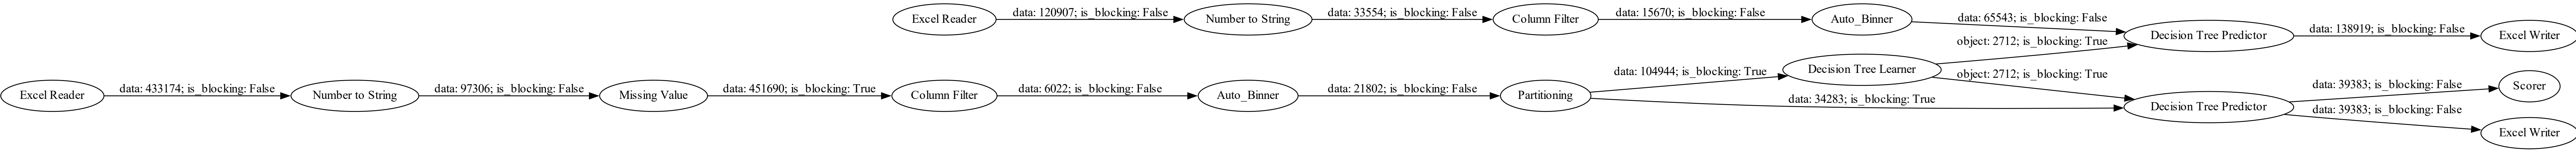 Excel Reader
data: 120907; is_blocking: False
Number to String
data: 33554; is_blocking: False
Column Filter
data: 15670; is_blocking: False
Auto_Binner
data: 65543; is_blocking: False
Decision Tree Predictor
data: 138919; is_blocking: False
Excel Writer
Excel Reader
data: 433174; is_blocking: False
Number to String
data: 97306; is_blocking: False
Missing Value
data: 451690; is_blocking: True
Column Filter
data: 6022; is_blocking: False
Auto_Binner
data: 21802; is_blocking: False
Partitioning
data: 104944; is_blocking: True
Decision Tree Learner
object: 2712; is_blocking: True
object: 2712; is_blocking: True
data: 34283; is_blocking: True
Decision Tree Predictor
data: 39383; is_blocking: False
Scorer
data: 39383; is_blocking: False
Excel Writer